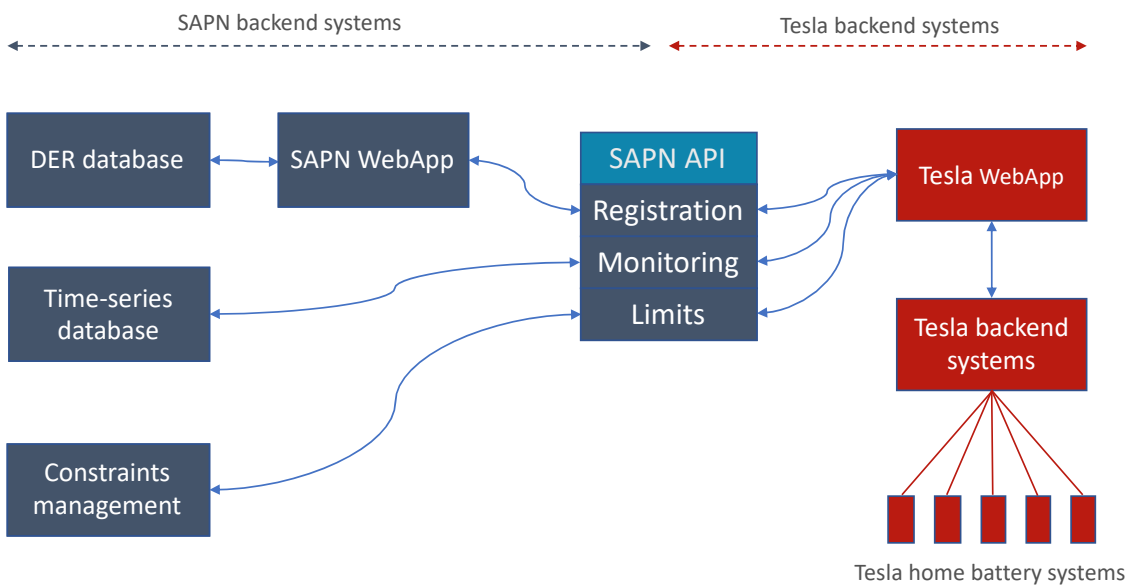 SAPN backend systems
Tesla backend systems
DER database
SAPN WebApp
SAPN API
Registration
Monitoring
Limits
Tesla WebApp
Time-series
database
Tesla backend
systems
Constraints
management
Tesla home battery systems